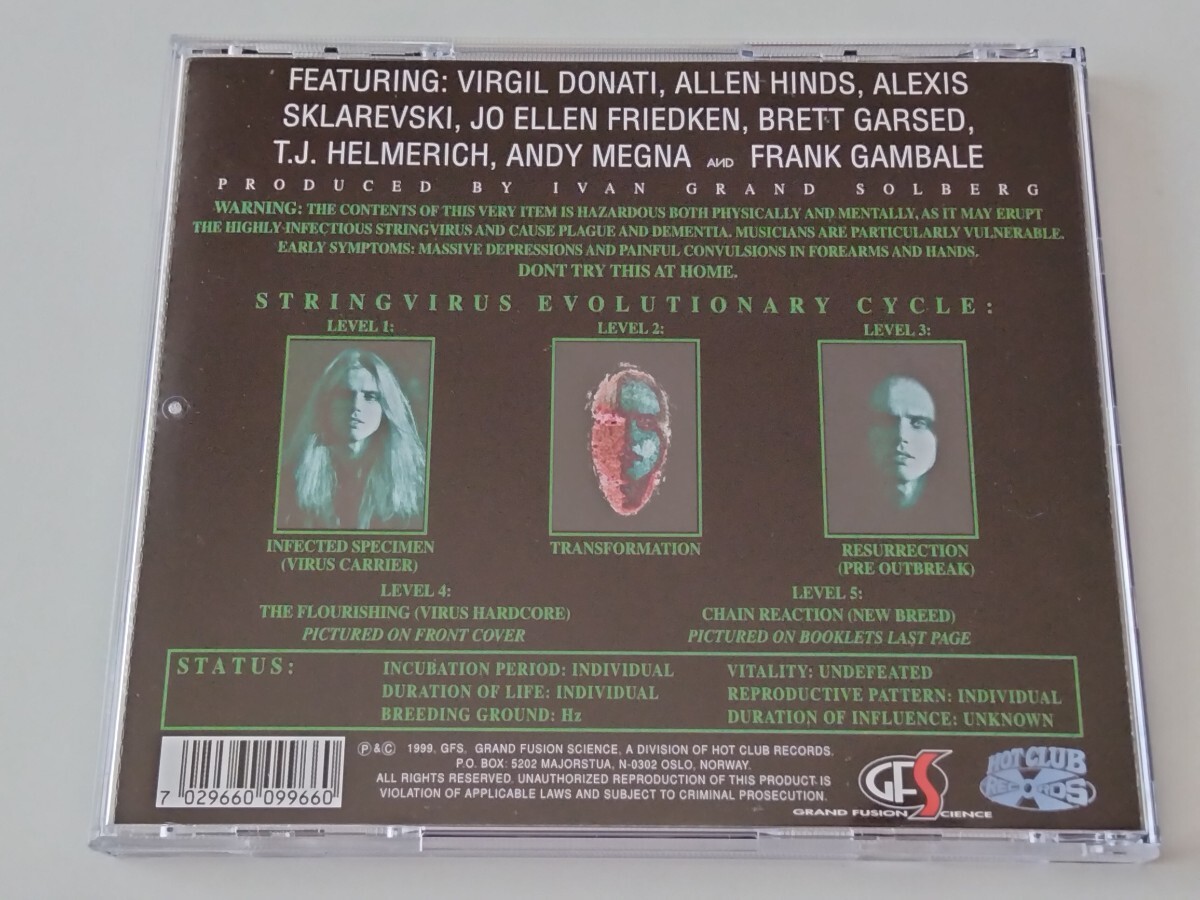 FEATURING: VIRGIL DONATI, ALLEN HINDS, ALEXIS
SKLAREVSKI, JO ELLEN FRIEDKEN, BRETT GARSED,
T.J. HELMERICH, ANDY MEGNA AND FRANK GAMBALE
PRODUCED BY IVAN GRAND SOLBERG
WARNING: THE CONTENTS OF THIS VERY ITEM IS HAZARDOUS BOTH PHYSICALLY AND MENTALLY, AS IT MAY ERUPT
THE HIGHLY INFECTIOUS STRINGVIRUS AND CAUSE PLAGUE AND DEMENTIA. MUSICIANS ARE PARTICULARLY VULNERABLE.
EARLY SYMPTOMS: MASSIVE DEPRESSIONS AND PAINFUL CONVULSIONS IN FOREARMS AND HANDS.
DONT TRY THIS AT HOME.
STRINGVIRUS EVOLUTIONARY CYCLE:
LEVEL 1:
LEVEL 2:
LEVEL 3:
INFECTED SPECIMEN
(VIRUS CARRIER)
TRANSFORMATION
RESURRECTION
(PRE OUTBREAK)
LEVEL 4:
THE FLOURISHING (VIRUS HARDCORE)
PICTURED ON FRONT COVER
LEVEL 5:
CHAIN REACTION (NEW BREED)
PICTURED ON BOOKLETS LAST PAGE
STATUS:
INCUBATION PERIOD: INDIVIDUAL
DURATION OF LIFE: INDIVIDUAL
BREEDING GROUND: Hz
VITALITY: UNDEFEATED
REPRODUCTIVE PATTERN: INDIVIDUAL
DURATION OF INFLUENCE: UNKNOWN
7 029660 099660
℗ & © 1999. GFS. GRAND FUSION SCIENCE, A DIVISION OF HOT CLUB RECORDS.
P.O. BOX: 5202 MAJORSTUA, N-0302 OSLO, NORWAY.
ALL RIGHTS RESERVED. UNAUTHORIZED REPRODUCTION OF THIS PRODUCT IS
VIOLATION OF APPLICABLE LAWS AND SUBJECT TO CRIMINAL PROSECUTION.
GFS
GRAND FUSION SCIENCE
HOT CLUB
RECORDS